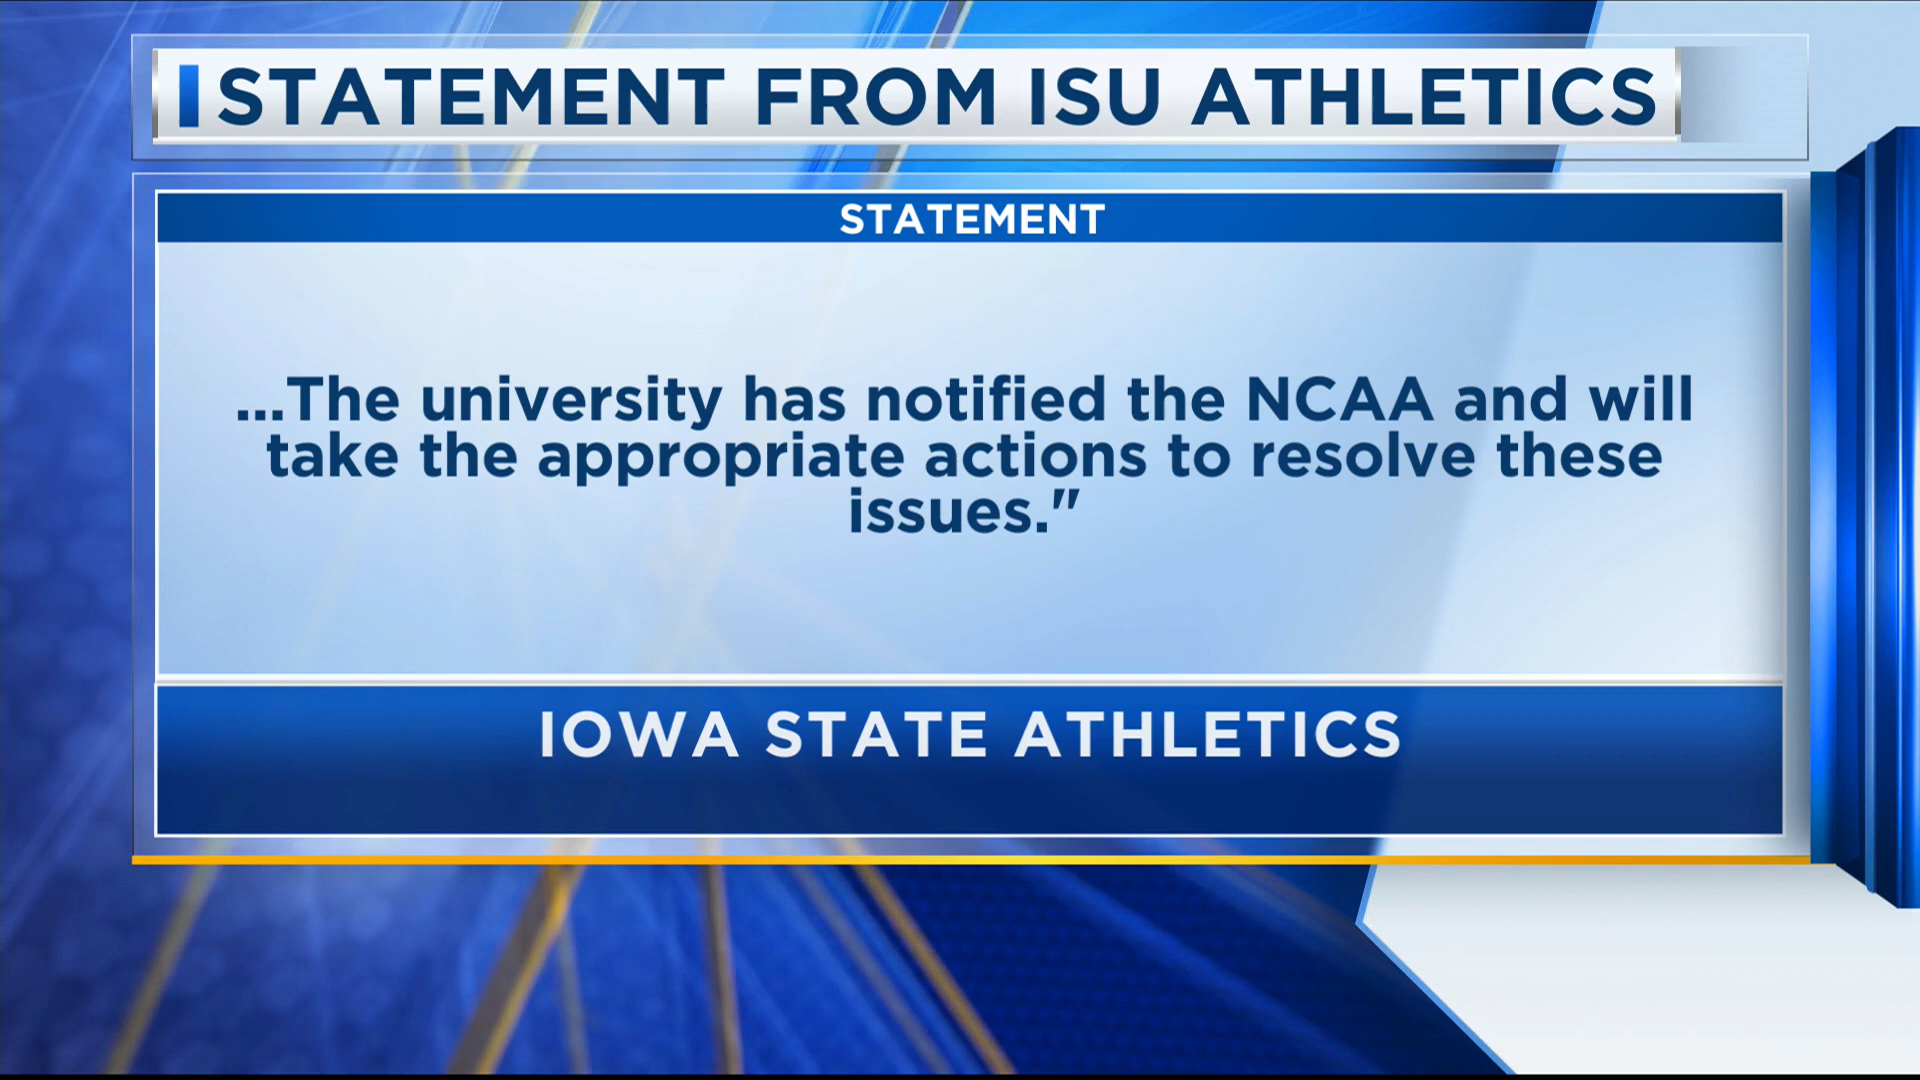 STATEMENT FROM ISU ATHLETICS
STATEMENT
...The university has notified the NCAA and will
take the appropriate actions to resolve these
issues."
IOWA STATE ATHLETICS